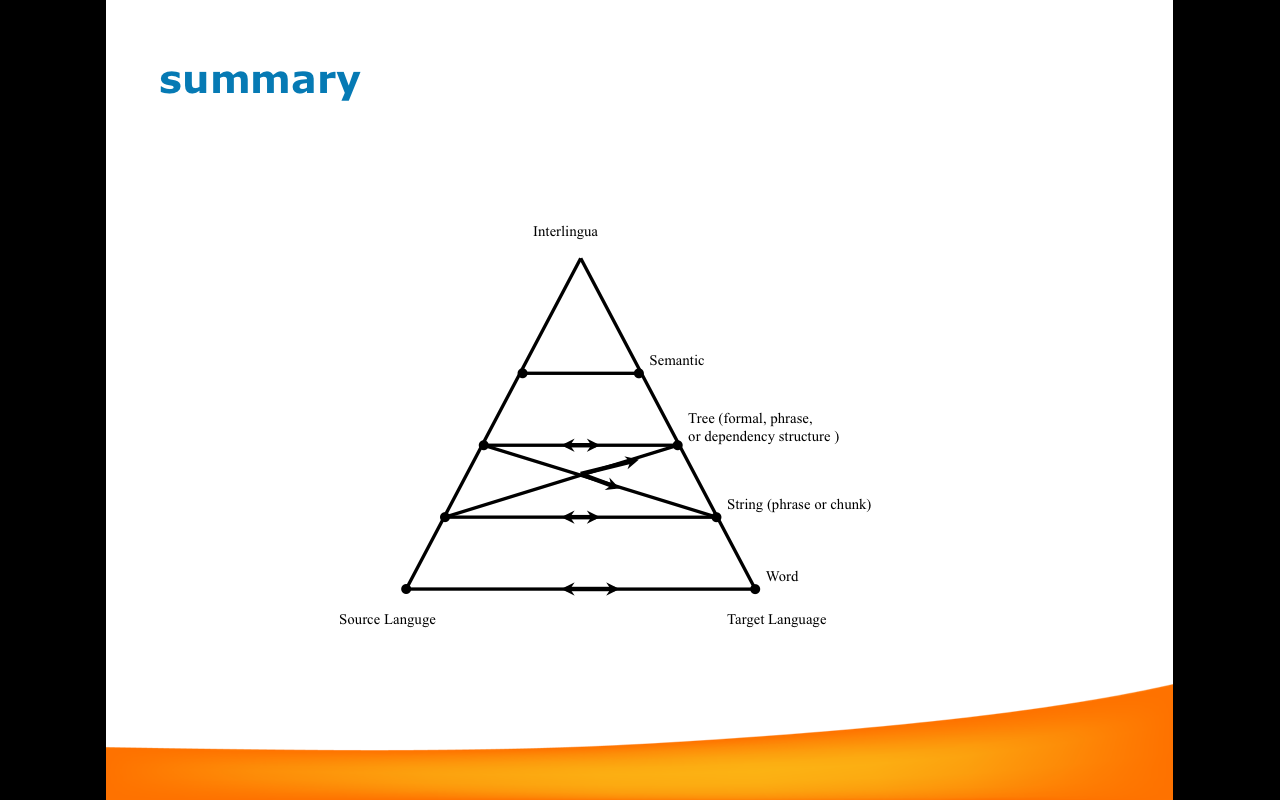 summary
Interlingua
Semantic
Tree (formal, phrase,
or dependency structure )
String (phrase or chunk)
Word
Source Languge
Target Language